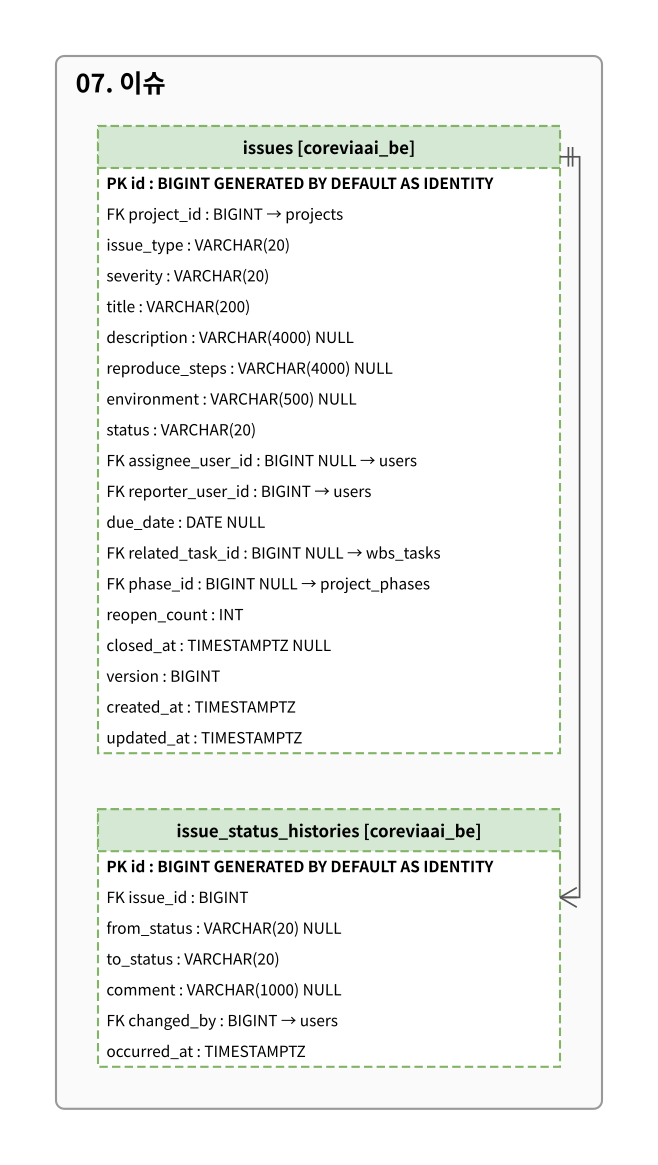 07. 이슈
issues [coreviaai_be]
PK id : BIGINT GENERATED BY DEFAULT AS IDENTITY
FK project_id : BIGINT → projects
issue_type : VARCHAR(20)
severity : VARCHAR(20)
title : VARCHAR(200)
description : VARCHAR(4000) NULL
reproduce_steps : VARCHAR(4000) NULL
environment : VARCHAR(500) NULL
status : VARCHAR(20)
FK assignee_user_id : BIGINT NULL → users
FK reporter_user_id : BIGINT → users
due_date : DATE NULL
FK related_task_id : BIGINT NULL → wbs_tasks
FK phase_id : BIGINT NULL → project_phases
reopen_count : INT
closed_at : TIMESTAMPTZ NULL
version : BIGINT
created_at : TIMESTAMPTZ
updated_at : TIMESTAMPTZ
issue_status_histories [coreviaai_be]
PK id : BIGINT GENERATED BY DEFAULT AS IDENTITY
FK issue_id : BIGINT
from_status : VARCHAR(20) NULL
to_status : VARCHAR(20)
comment : VARCHAR(1000) NULL
FK changed_by : BIGINT → users
occurred_at : TIMESTAMPTZ